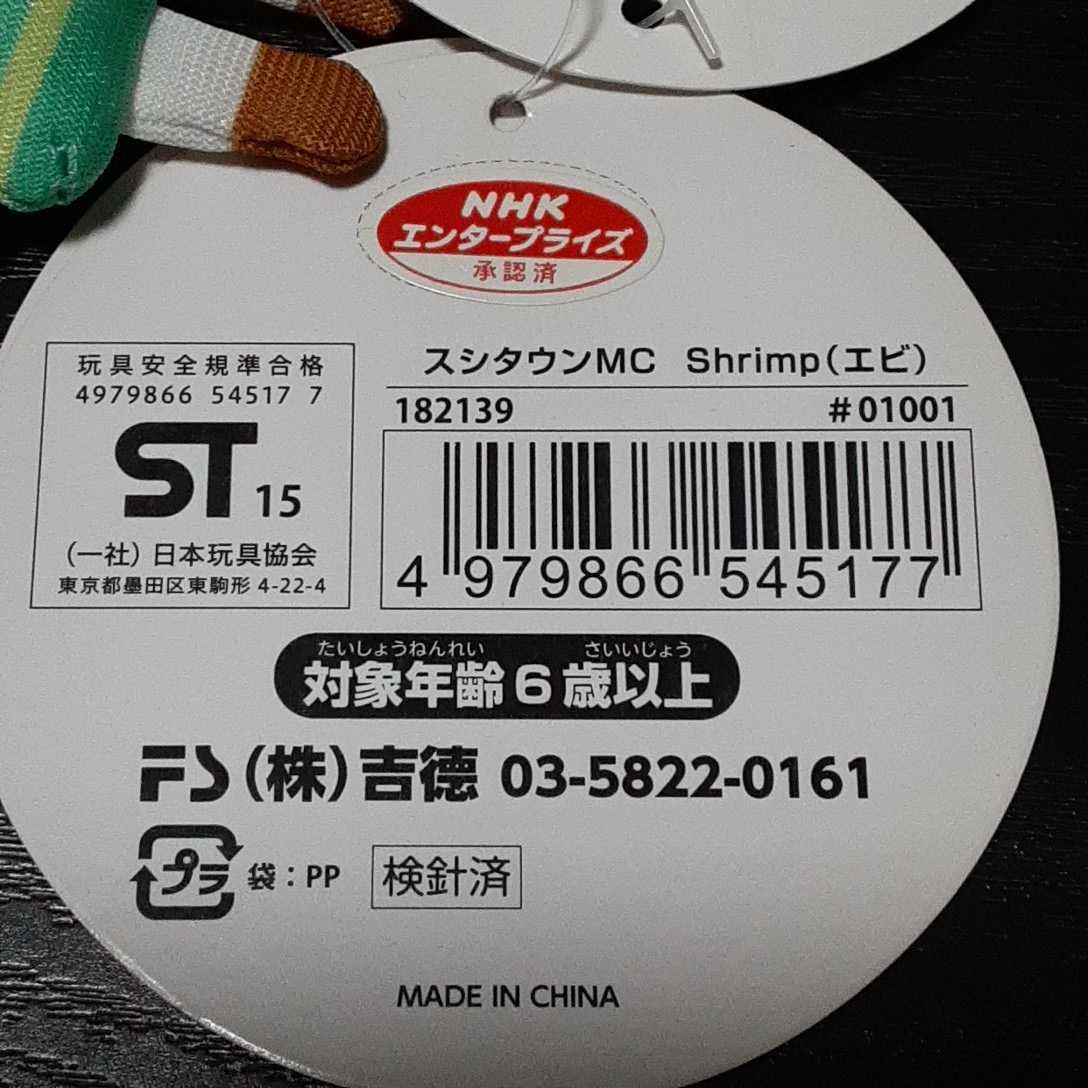 NHK
エンタープライズ
承認済
玩具安全規準合格
4979866 54517 7
ST 15
(一社)日本玩具協会
東京都墨田区東駒形 4-22-4
スシタウンMC Shrimp(エビ)
182139 #01001
4 979866 545177
たいしょうねんれい さいいじょう
対象年齢6歳以上
FS(株)吉徳 03-5822-0161
プラ 袋:PP 検針済
MADE IN CHINA